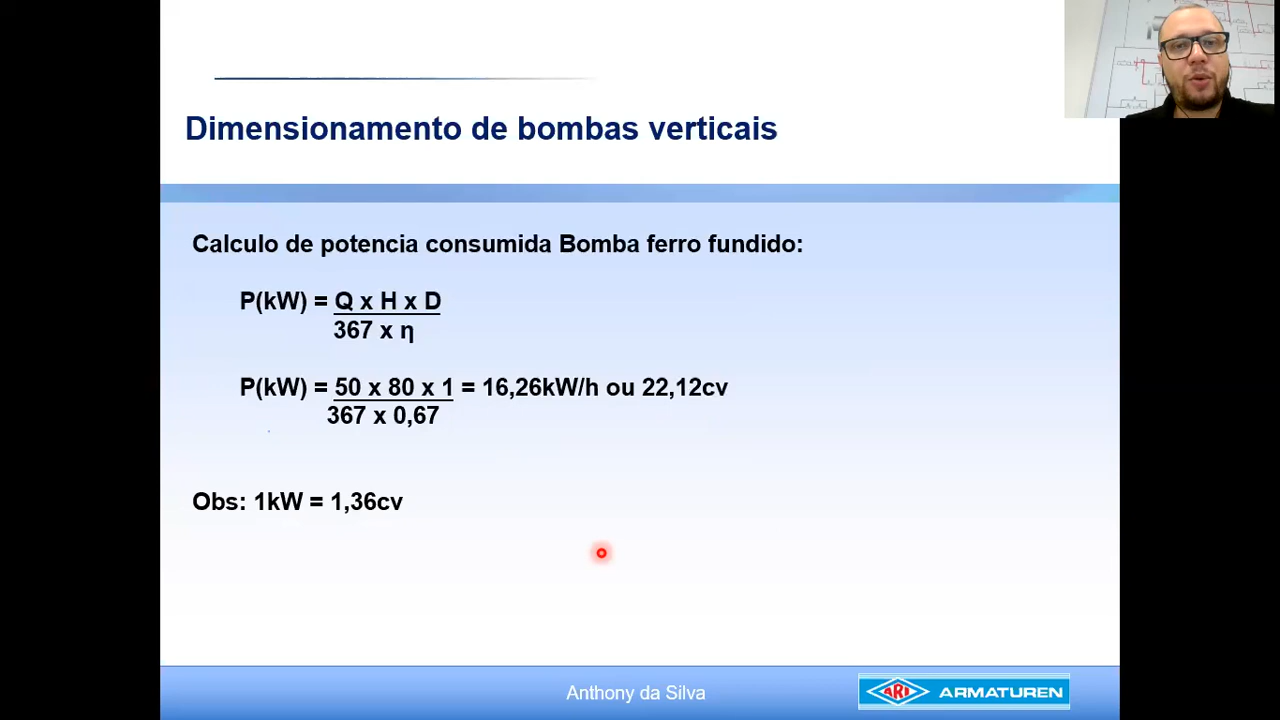 Dimensionamento de bombas verticais
Calculo de potencia consumida Bomba ferro fundido:
P(kW) = Q x H x D
367 x η
P(kW) = 50 x 80 x 1 = 16,26kW/h ou 22,12cv
367 x 0,67
Obs: 1kW = 1,36cv
Anthony da Silva
ARI ARMATUREN